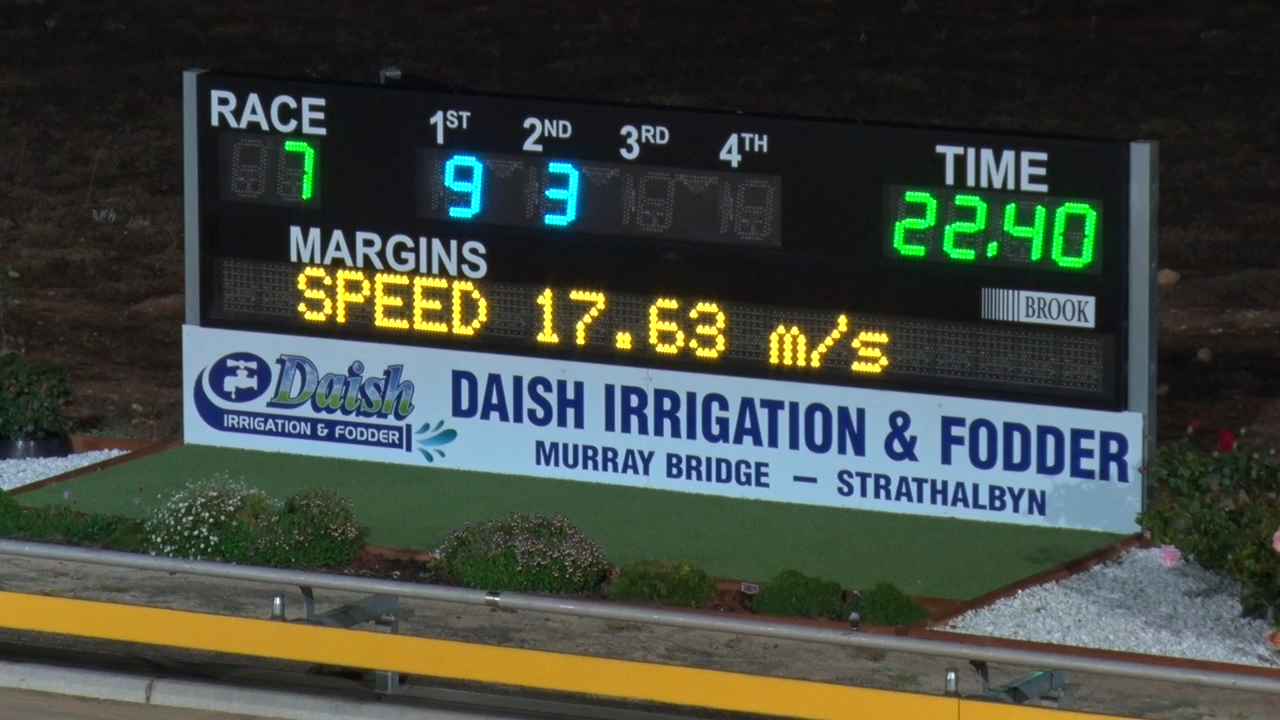 RACE 1ST 2ND 3RD 4TH TIME
7 9 3 22.40
MARGINS
SPEED 17.63 m/s
BROOK
Daish
IRRIGATION & FODDER
DAISH IRRIGATION & FODDER
MURRAY BRIDGE – STRATHALBYN